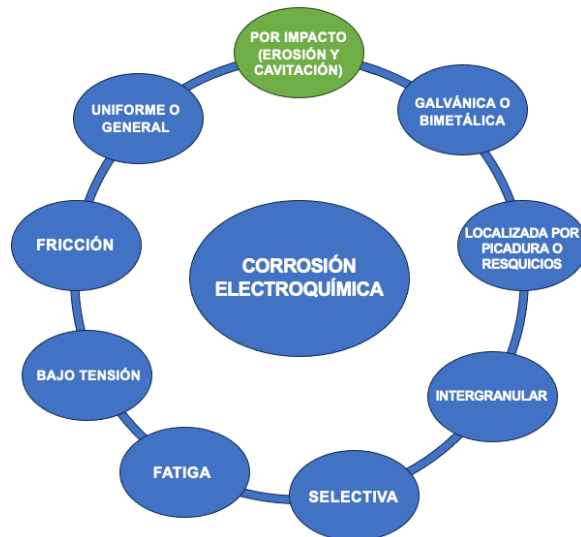 POR IMPACTO
(EROSIÓN Y
CAVITACIÓN)
GALVÁNICA O
BIMETÁLICA
LOCALIZADA POR
PICADURA O
RESQUICIOS
INTERGRANULAR
SELECTIVA
FATIGA
BAJO TENSIÓN
FRICCIÓN
UNIFORME O
GENERAL
CORROSIÓN
ELECTROQUÍMICA